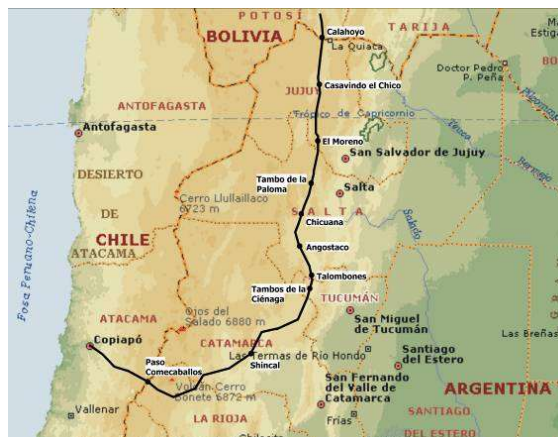 POTOSÍ
TARIJA
BOLIVIA
Calahoyo
La Quiaca
Doctor Pedro
P. Peña
Casavindo el Chico
JUJUY
ANTOFAGASTA
Trópico de Capricornio
Antofagasta
El Moreno
San Salvador de Jujuy
DESIERTO
DE
ATACAMA
Tambo de la
Paloma
Salta
Cerro Llullaillaco
6723 m
SALTA
Chicuana
Salado
Fosa Peruano-Chilena
CHILE
Angostaco
Talombones
Tambos de la
Ciénaga
TUCUMÁN
ATACAMA
Ojos del
Salado 6880 m
San Miguel
de Tucumán
Las Breñas
Copiapó
CATAMARCA
Las Termas de Río Hondo
Shincal
Santiago
del Estero
Paso
Comecaballos
Volcán Cerro
Bonete 6872 m
San Fernando
del Valle de
Catamarca
ARGENTINA
Vallenar
LA RIOJA
Frías
SANTIAGO
DEL ESTERO